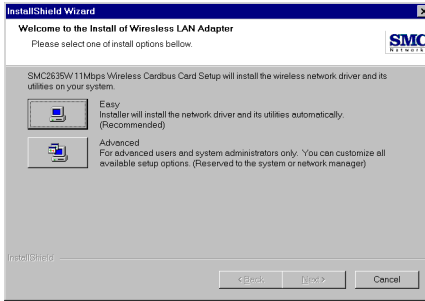 InstallShield Wizard
Welcome to the Install of Wiresless LAN Adapter
Please select one of install options bellow.
SMC
Network
SMC2635W 11Mbps Wireless Cardbus Card Setup will install the wireless network driver and its
utilities on your system.
Easy
Installer will install the network driver and its utilities automatically.
(Recommended)
Advanced
For advanced users and system administrators only. You can customize all
available setup options. (Reserved to the system or network manager)
InstallShield
< Back
Next >
Cancel